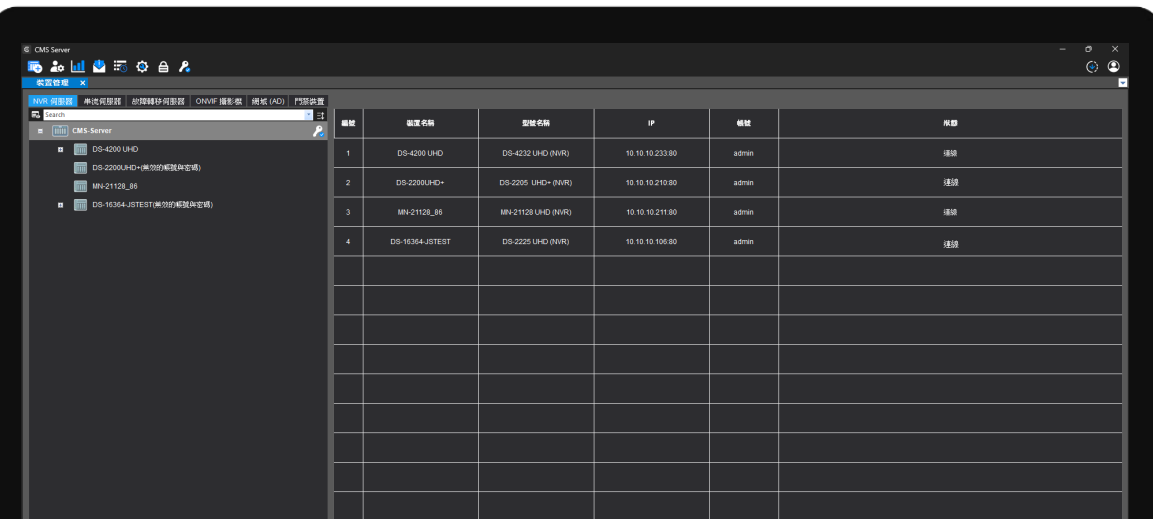 CMS Server
裝置管理
NVR 伺服器 串流伺服器 故障轉移伺服器 ONVIF 攝影機 網域 (AD) 門禁裝置
Search
CMS-Server
DS-4200 UHD
DS-2200UHD+(無效的帳號與密碼)
MN-21128_86
DS-16364-JSTEST(無效的帳號與密碼)
編號 裝置名稱 型號名稱 IP 帳號 狀態
1 DS-4200 UHD DS-4232 UHD (NVR) 10.10.10.233:80 admin 連線
2 DS-2200UHD+ DS-2205 UHD+ (NVR) 10.10.10.210:80 admin 連線
3 MN-21128_86 MN-21128 UHD (NVR) 10.10.10.211:80 admin 連線
4 DS-16364-JSTEST DS-2225 UHD (NVR) 10.10.10.106:80 admin 連線